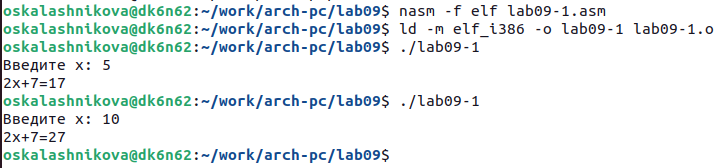 oskalashnikova@dk6n62:~/work/arch-pc/lab09$ nasm -f elf lab09-1.asm
oskalashnikova@dk6n62:~/work/arch-pc/lab09$ ld -m elf_i386 -o lab09-1 lab09-1.o
oskalashnikova@dk6n62:~/work/arch-pc/lab09$ ./lab09-1
Введите x: 5
2x+7=17
oskalashnikova@dk6n62:~/work/arch-pc/lab09$ ./lab09-1
Введите x: 10
2x+7=27
oskalashnikova@dk6n62:~/work/arch-pc/lab09$